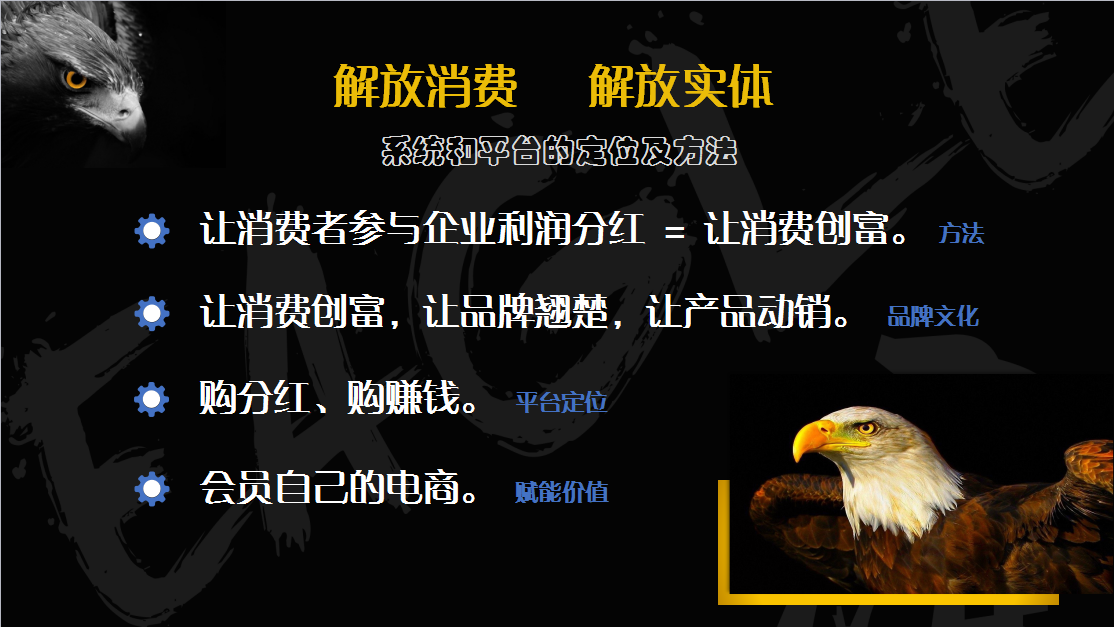 解放消费 解放实体
系统和平台的定位及方法
让消费者参与企业利润分红 = 让消费创富。 方法
让消费创富，让品牌翘楚，让产品动销。 品牌文化
购分红、购赚钱。 平台定位
会员自己的电商。 赋能价值
EAGLE